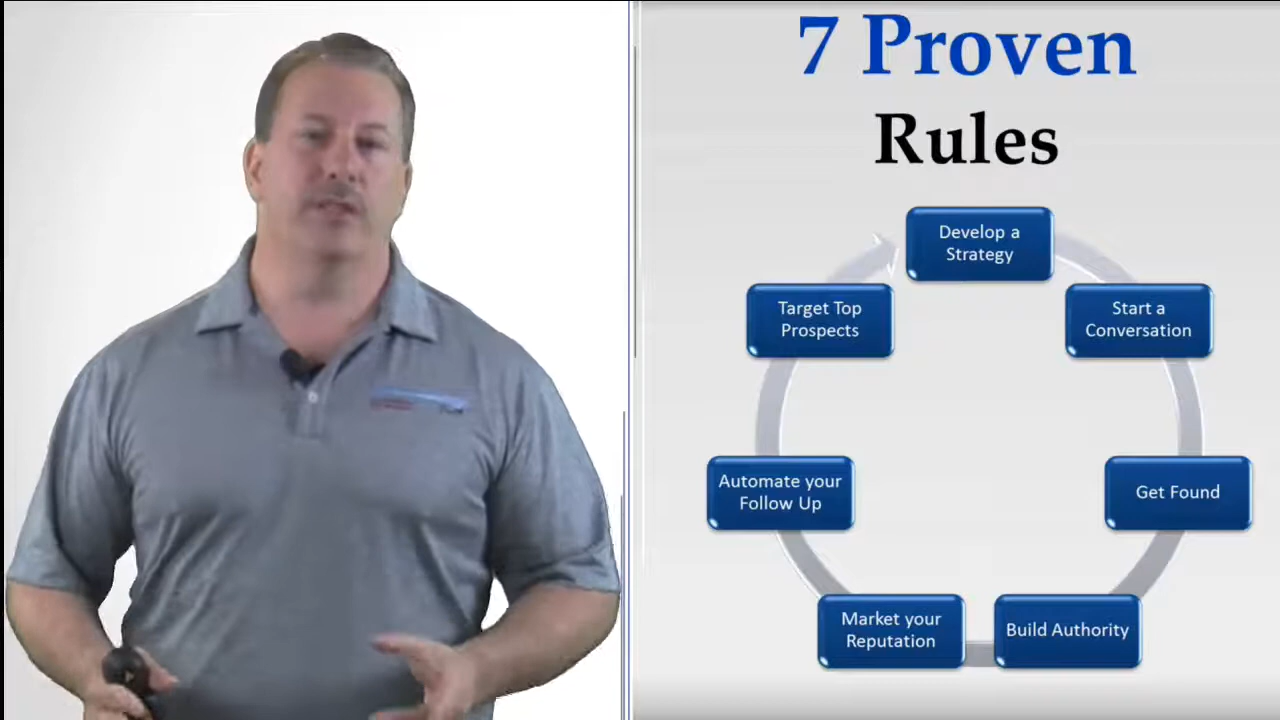 7 Proven
Rules
Develop a
Strategy
Start a
Conversation
Get Found
Build Authority
Market your
Reputation
Automate your
Follow Up
Target Top
Prospects